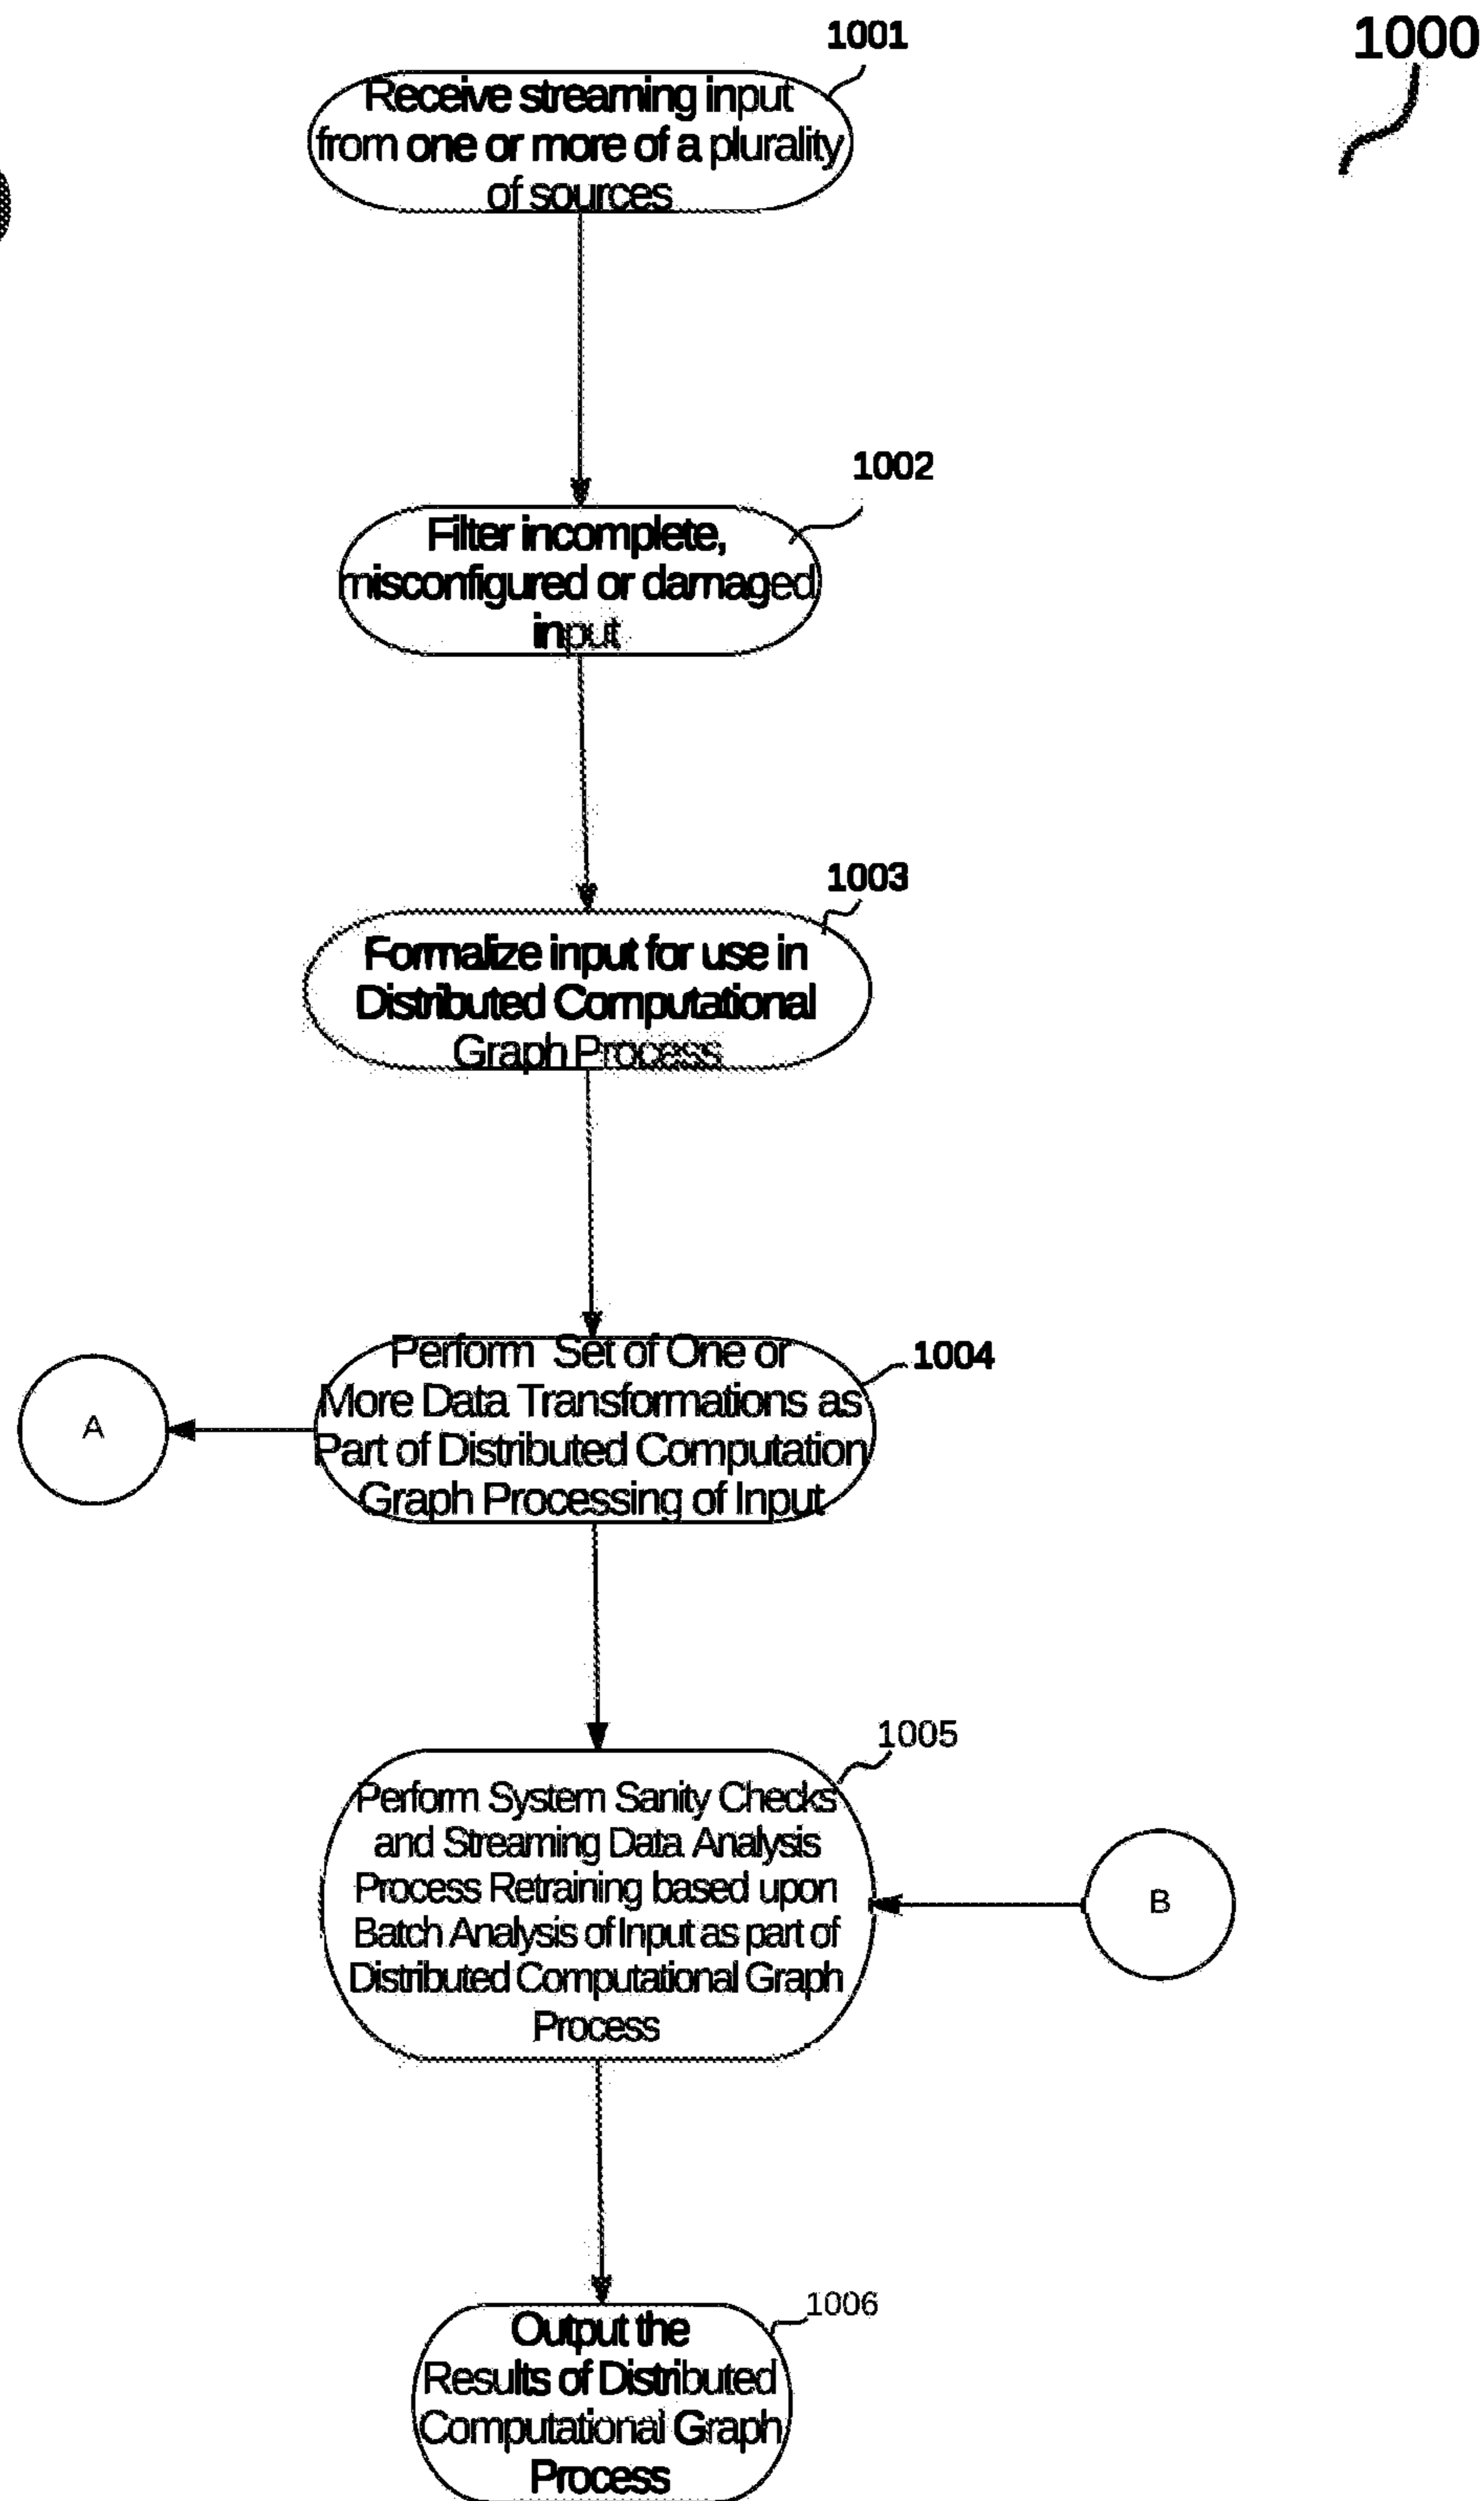 1000
1001
Receive streaming input
from one or more of a plurality
of sources
1002
Filter incomplete,
misconfigured or damaged
input
1003
Formalize input for use in
Distributed Computational
Graph Process
1004
Perform Set of One or
More Data Transformations as
Part of Distributed Computation
Graph Processing of Input
A
1005
Perform System Sanity Checks
and Streaming Data Analysis
Process Retraining based upon
Batch Analysis of Input as part of
Distributed Computational Graph
Process
B
1006
Output the
Results of Distributed
Computational Graph
Process